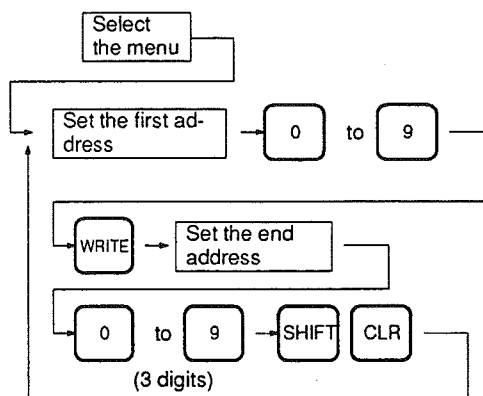 Select
the menu
Set the first ad-
dress
0 to 9
WRITE
Set the end
address
0 to 9 SHIFT CLR
(3 digits)